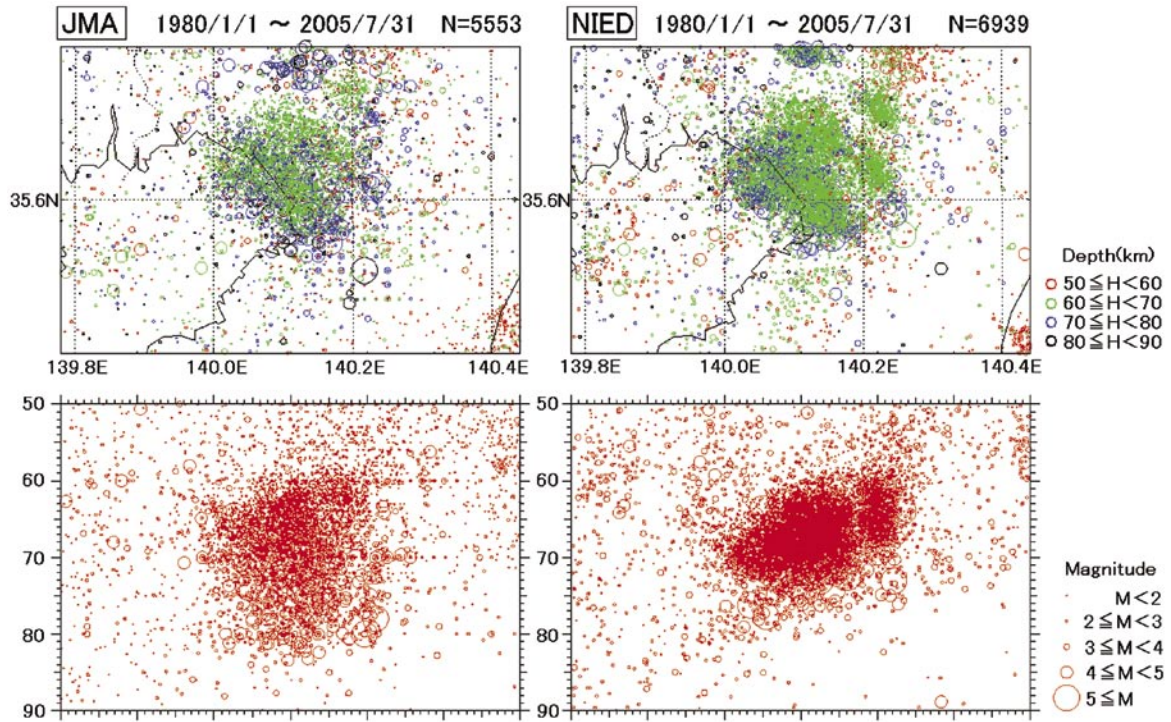 JMA 1980/1/1 ～ 2005/7/31 N=5553
NIED 1980/1/1 ～ 2005/7/31 N=6939
35.6N
139.8E 140.0E 140.2E 140.4E
35.6N
139.8E 140.0E 140.2E 140.4E
Depth(km)
50≦H<60
60≦H<70
70≦H<80
80≦H<90
50
60
70
80
90
50
60
70
80
90
Magnitude
M<2
2≦M<3
3≦M<4
4≦M<5
5≦M